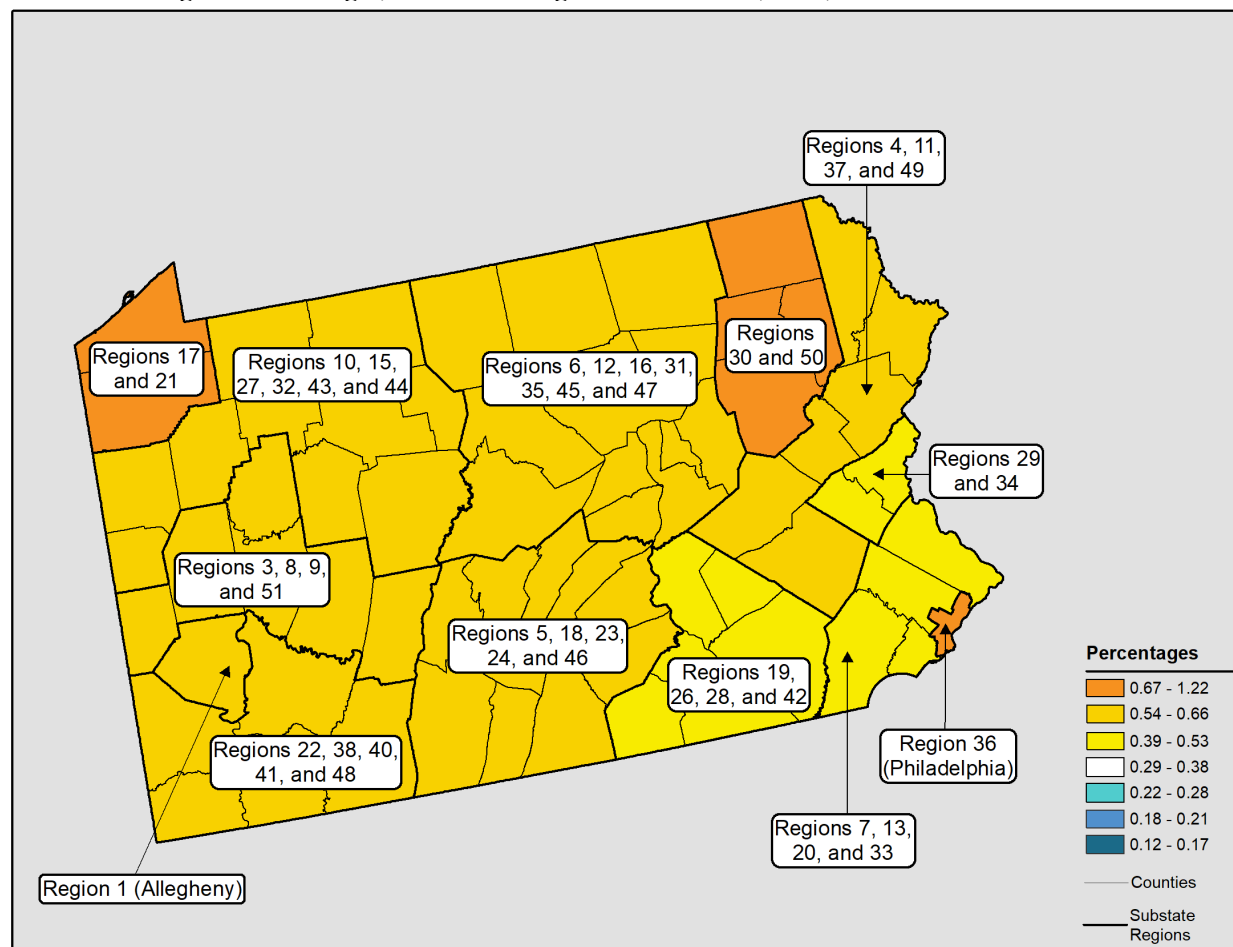 Regions 4, 11,
37, and 49
Regions 17
and 21
Regions 10, 15,
27, 32, 43, and 44
Regions 6, 12, 16, 31,
35, 45, and 47
Regions
30 and 50
Regions 29
and 34
Regions 3, 8, 9,
and 51
Regions 5, 18, 23,
24, and 46
Regions 19,
26, 28, and 42
Regions 22, 38, 40,
41, and 48
Region 36
(Philadelphia)
Regions 7, 13,
20, and 33
Region 1 (Allegheny)
Percentages
0.67 - 1.22
0.54 - 0.66
0.39 - 0.53
0.29 - 0.38
0.22 - 0.28
0.18 - 0.21
0.12 - 0.17
Counties
Substate
Regions